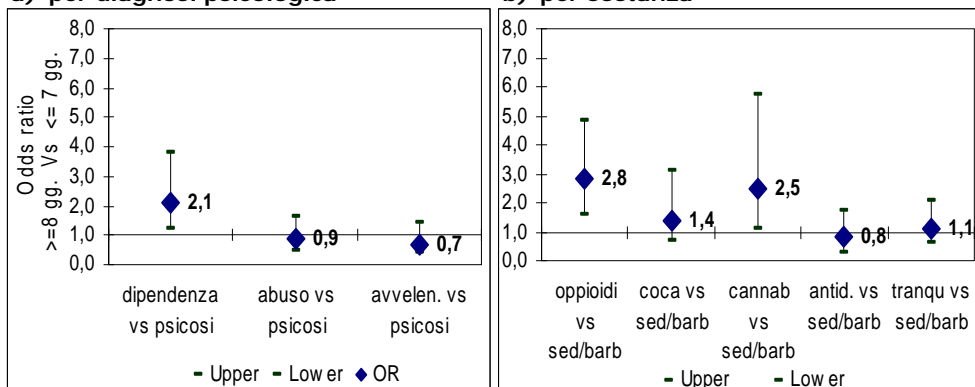 a) per diagnosi psicologica
b) per sostanza
Odds ratio
>=8 gg. Vs <= 7 gg.
8,0
7,0
6,0
5,0
4,0
3,0
2,0
1,0
0,0
2,1
0,9
0,7
dipendenza
vs psicosi
abuso vs
psicosi
avvelen. vs
psicosi
Upper
Lower
OR
8,0
7,0
6,0
5,0
4,0
3,0
2,0
1,0
0,0
2,8
1,4
2,5
0,8
1,1
oppioidi
vs
sed/barb
coca vs
sed/barb
cannab
vs
sed/barb
antid. vs
sed/barb
tranqu vs
sed/barb
Upper
Lower